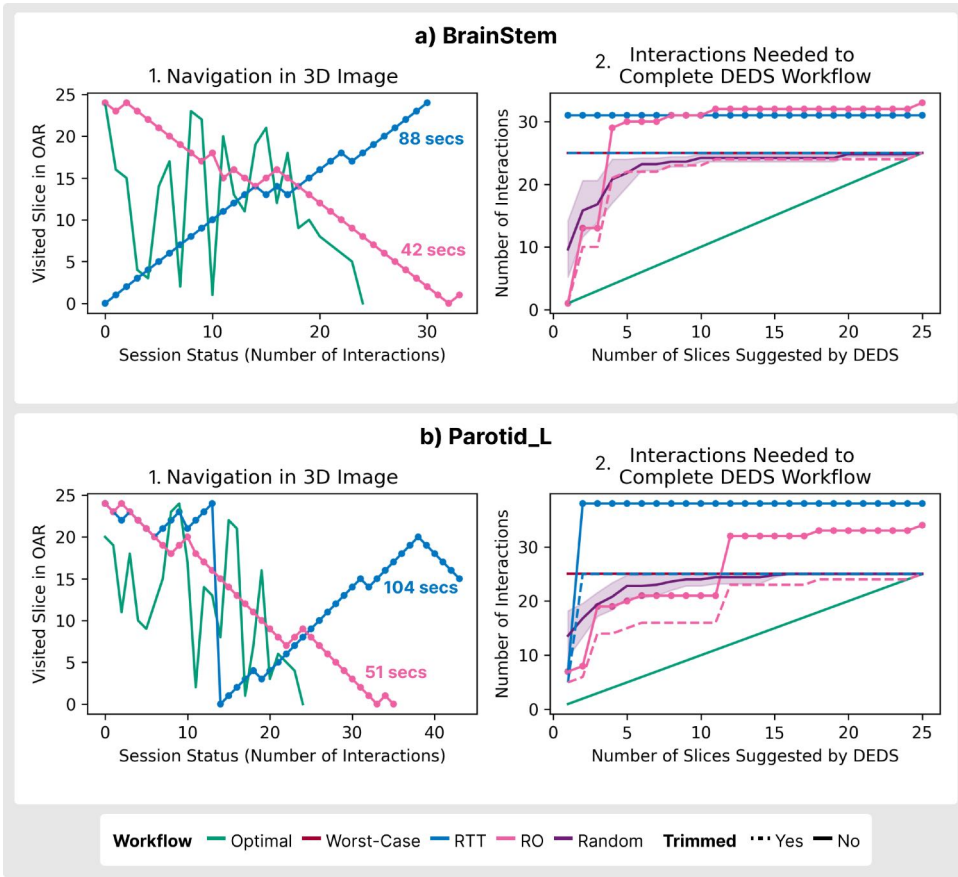 a) BrainStem
1. Navigation in 3D Image
Visited Slice in OAR
25
20
15
10
5
0
88 secs
42 secs
0 10 20 30
Session Status (Number of Interactions)
2. Interactions Needed to
Complete DEDS Workflow
Number of Interactions
30
20
10
0
0 5 10 15 20 25
Number of Slices Suggested by DEDS
b) Parotid_L
1. Navigation in 3D Image
Visited Slice in OAR
25
20
15
10
5
0
104 secs
51 secs
0 10 20 30 40
Session Status (Number of Interactions)
2. Interactions Needed to
Complete DEDS Workflow
Number of Interactions
30
20
10
0
0 5 10 15 20 25
Number of Slices Suggested by DEDS
Workflow Optimal Worst-Case RTT RO Random Trimmed Yes No